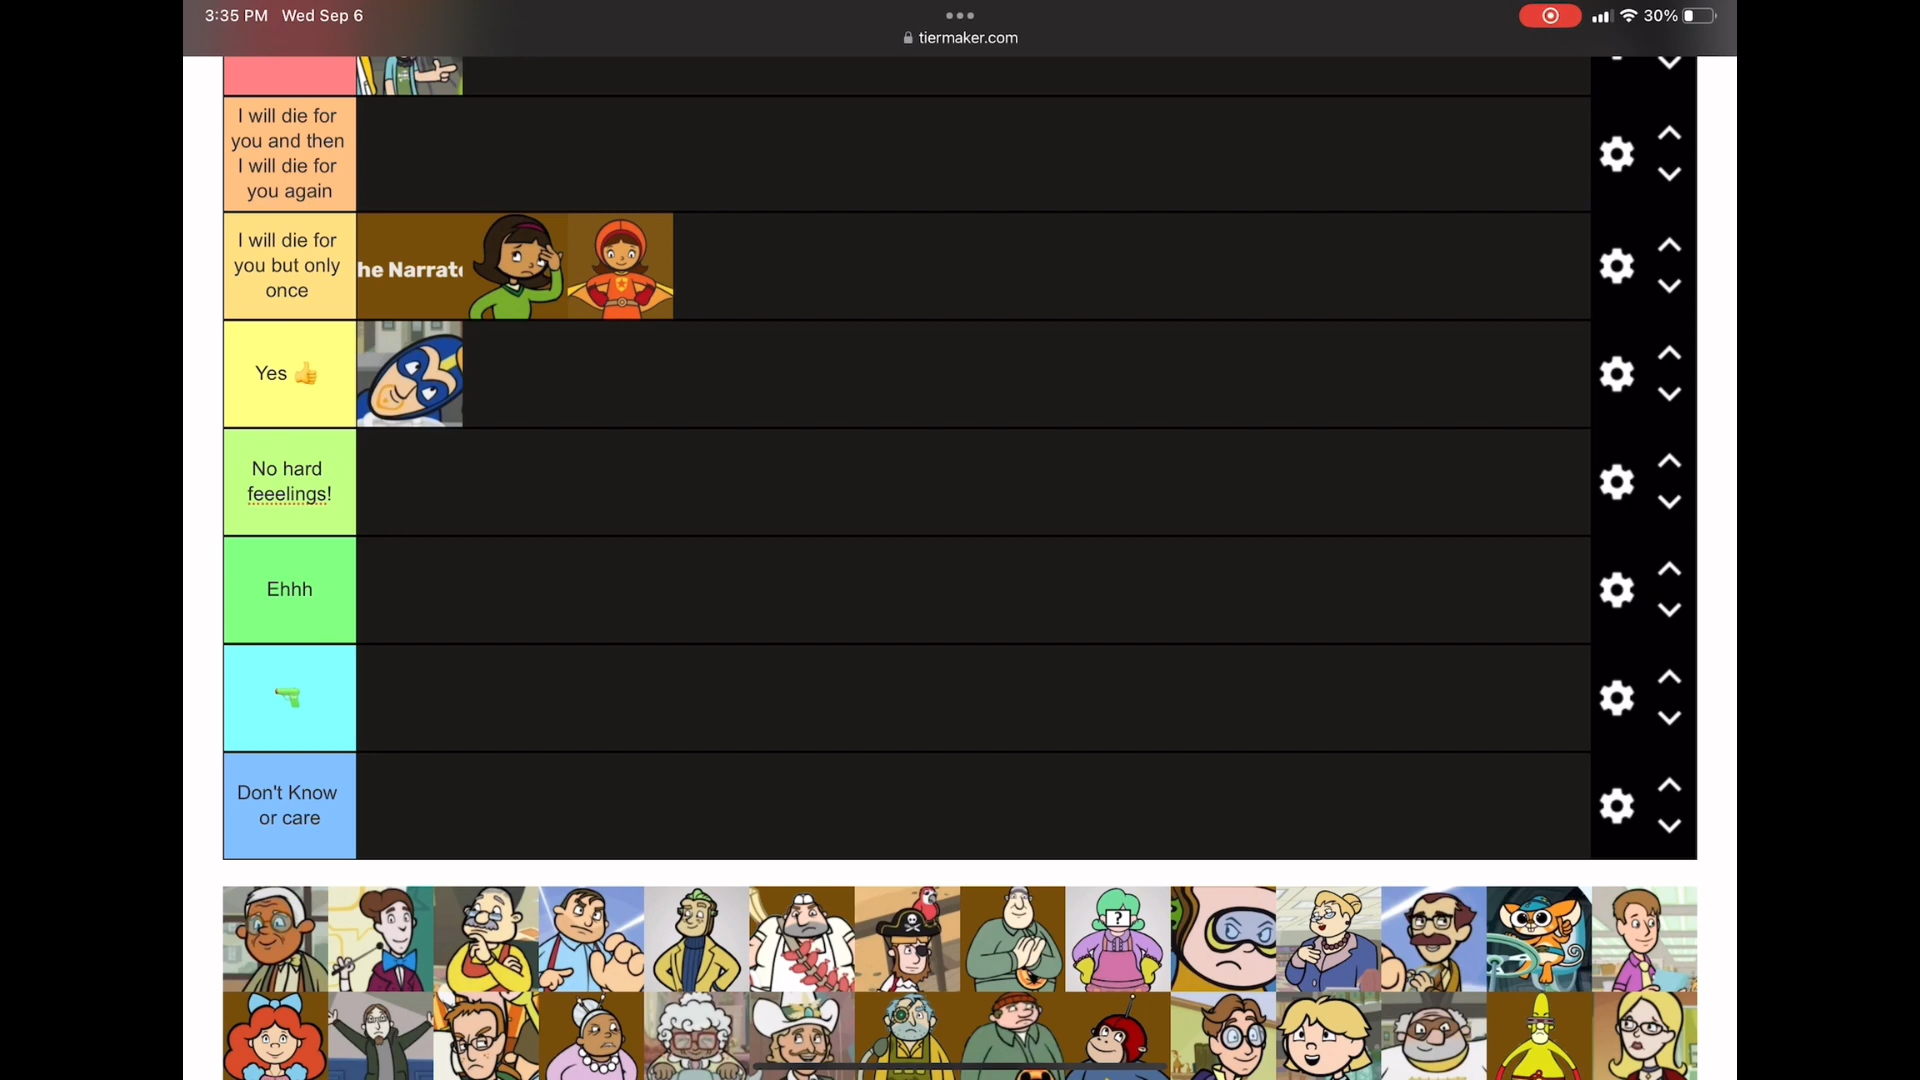 3:35 PM Wed Sep 6
30%
tiermaker.com
I will die for
you and then
I will die for
you again
I will die for
you but only
once
he Narrat
Yes 👍
No hard
feeelings!
Ehhh
Don't Know
or care
?